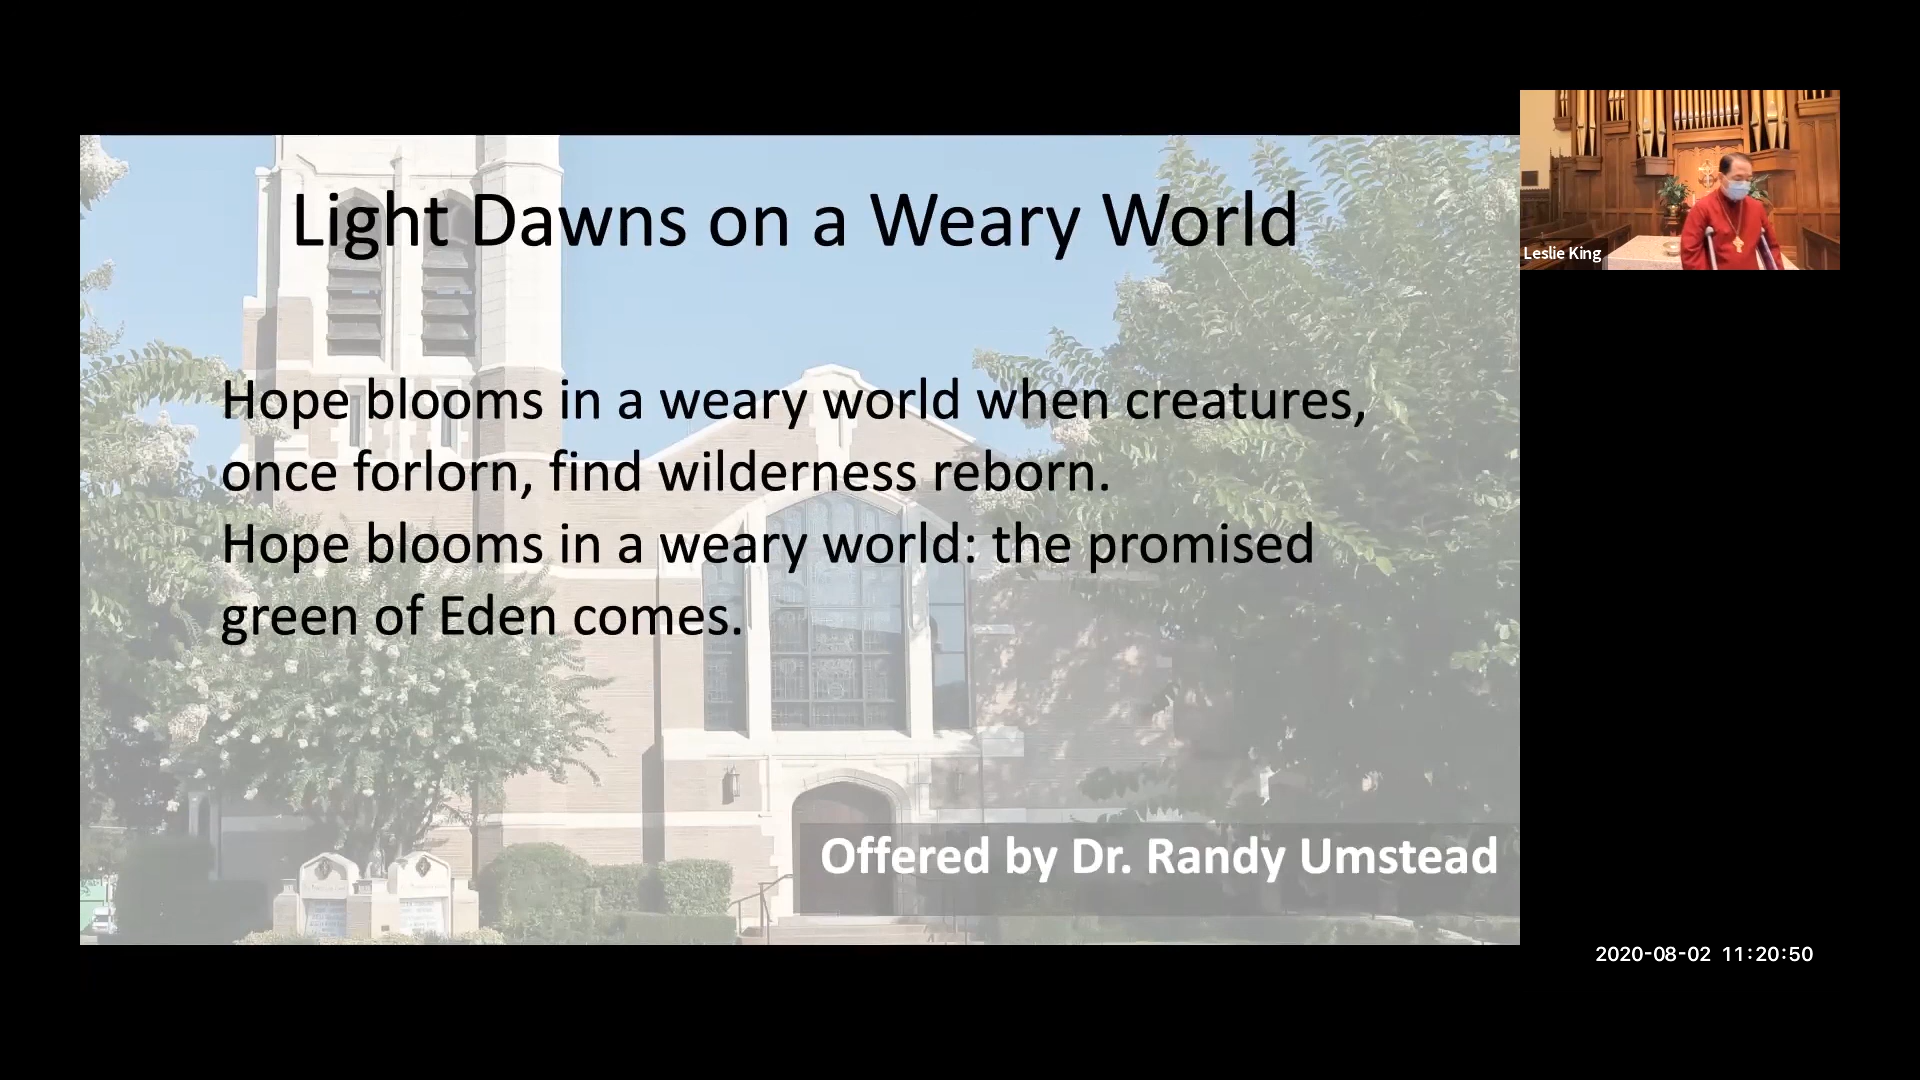 Light Dawns on a Weary World
Hope blooms in a weary world when creatures,
once forlorn, find wilderness reborn.
Hope blooms in a weary world: the promised
green of Eden comes.
Offered by Dr. Randy Umstead
Leslie King
2020-08-02 11:20:50